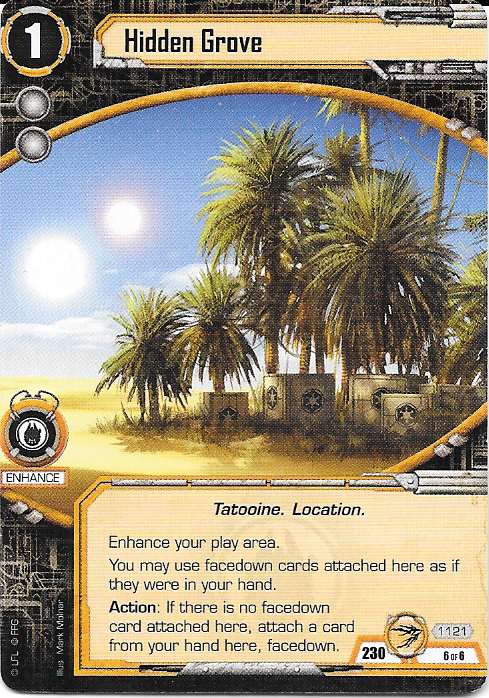 1
Hidden Grove
ENHANCE
Tatooine. Location.
Enhance your play area.
You may use facedown cards attached here as if
they were in your hand.
Action: If there is no facedown
card attached here, attach a card
from your hand here, facedown.
1121
230
6 OF 6
© LFL © FFG
Illus. Mark Molnar